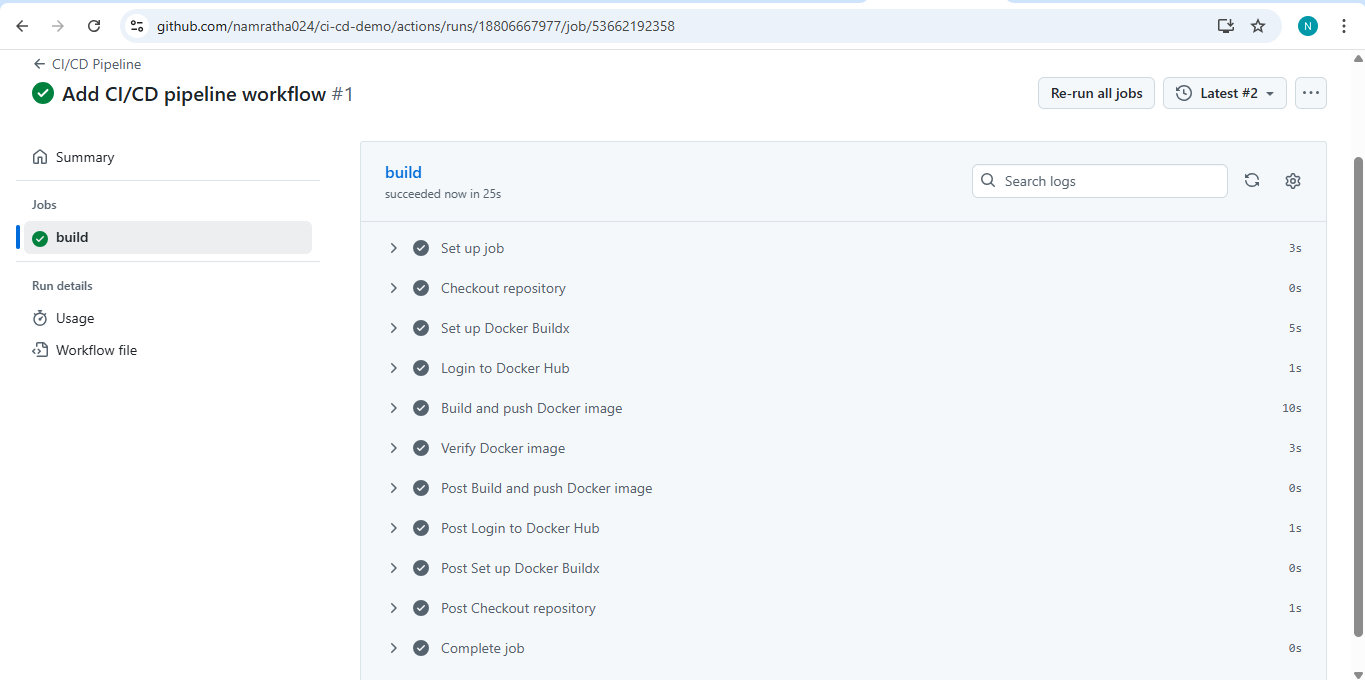 github.com/namratha024/ci-cd-demo/actions/runs/18806667977/job/53662192358
N
CI/CD Pipeline
Add CI/CD pipeline workflow #1
Re-run all jobs
Latest #2
Summary
Jobs
build
Run details
Usage
Workflow file
build
succeeded now in 25s
Search logs
Set up job 3s
Checkout repository 0s
Set up Docker Buildx 5s
Login to Docker Hub 1s
Build and push Docker image 10s
Verify Docker image 3s
Post Build and push Docker image 0s
Post Login to Docker Hub 1s
Post Set up Docker Buildx 0s
Post Checkout repository 1s
Complete job 0s